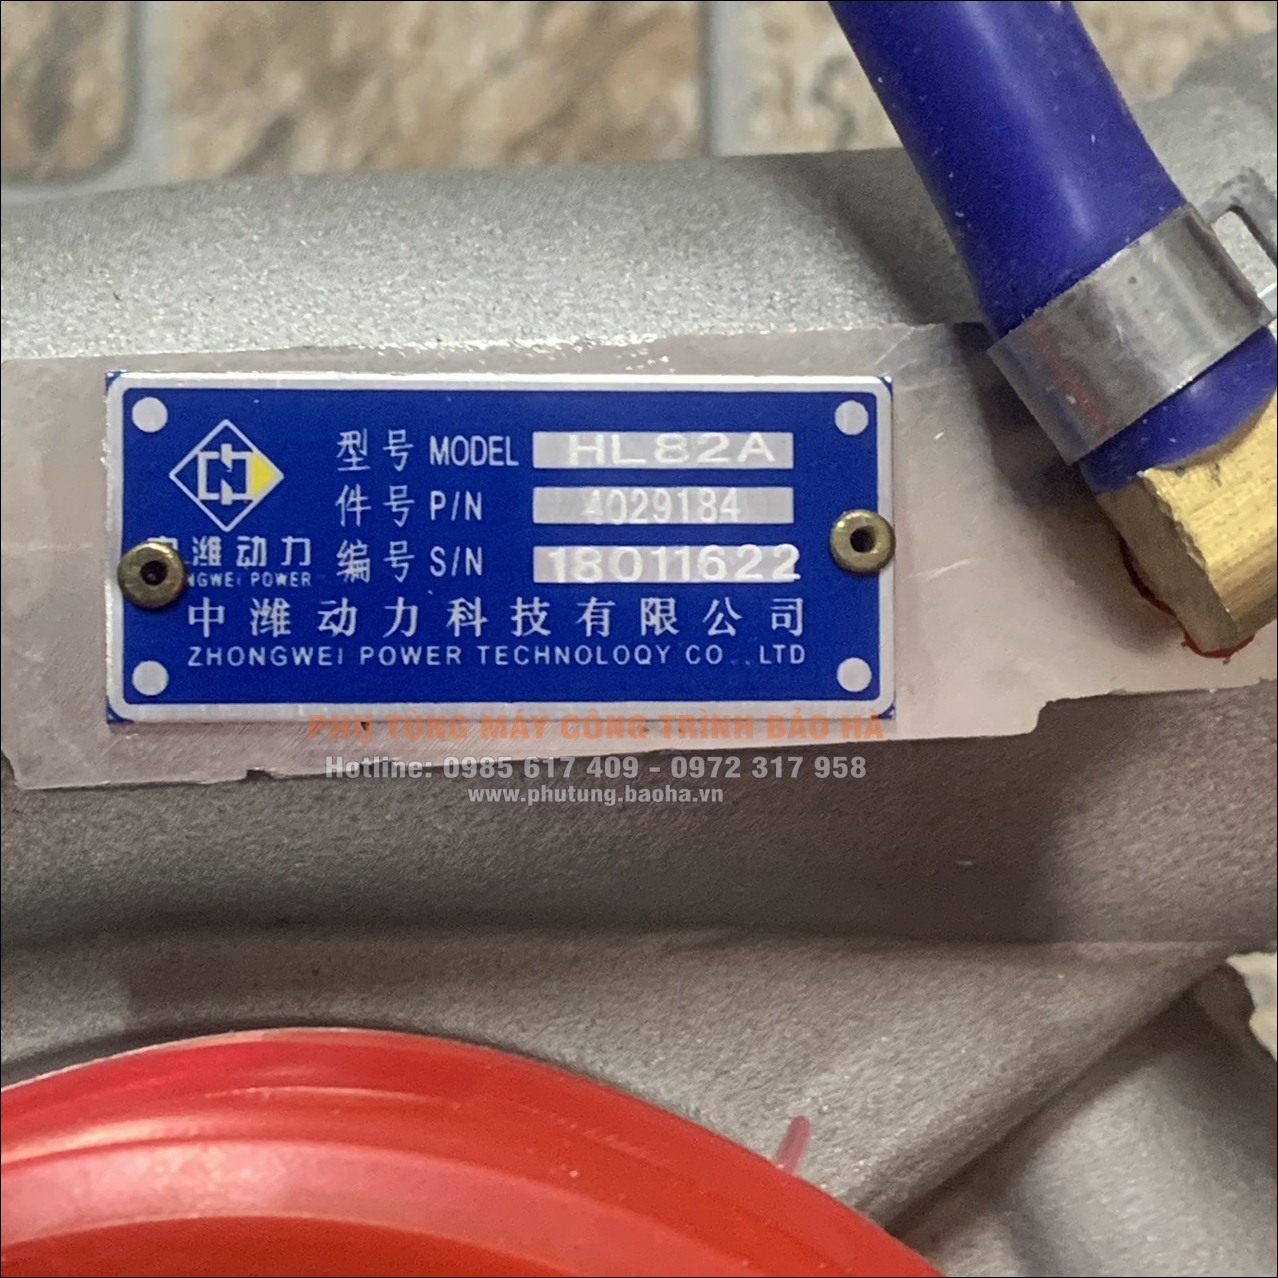 型号 MODEL HL82A
件号 P/N 4029184
编号 S/N 18011622
潍动力
NGWEI POWER
中潍动力科技有限公司
ZHONGWEI POWER TECHNOLOQY CO .,LTD
PHỤ TÙNG MÁY CÔNG TRÌNH BẢO HÀ
Hotline: 0985 617 409 - 0972 317 958
www.phutung.baoha.vn